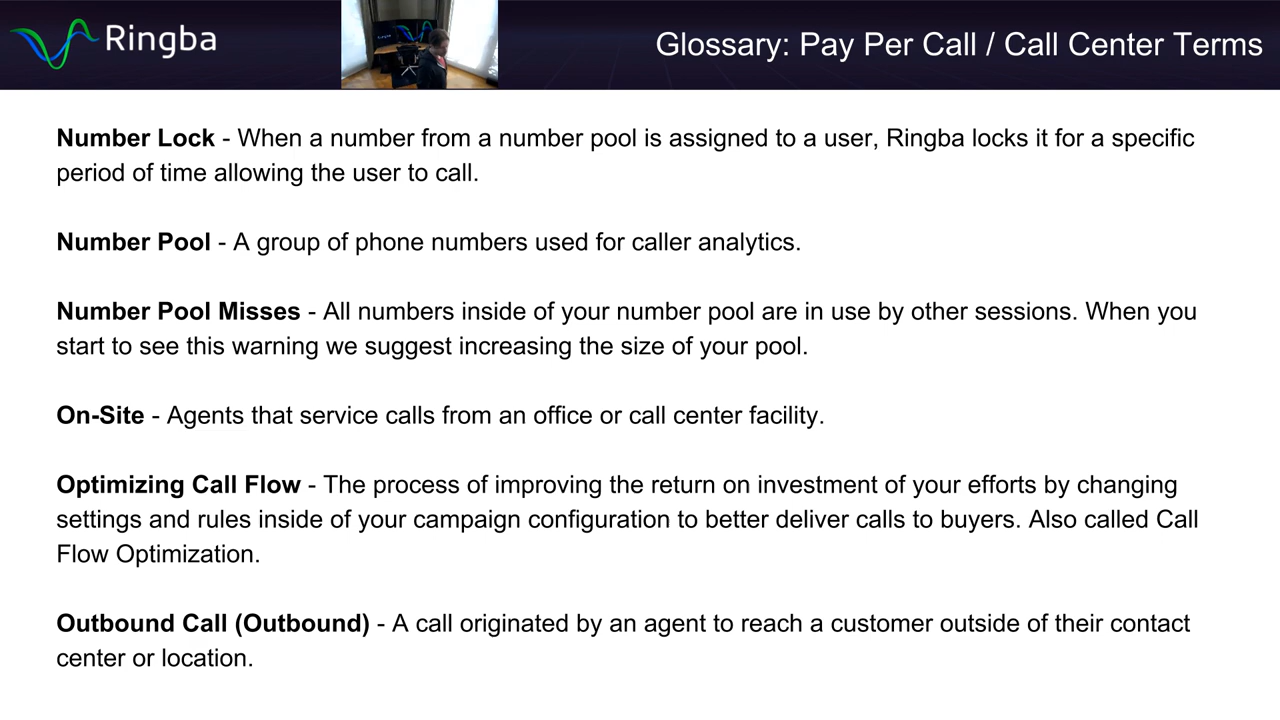 Ringba
Glossary: Pay Per Call / Call Center Terms
Number Lock - When a number from a number pool is assigned to a user, Ringba locks it for a specific
period of time allowing the user to call.
Number Pool - A group of phone numbers used for caller analytics.
Number Pool Misses - All numbers inside of your number pool are in use by other sessions. When you
start to see this warning we suggest increasing the size of your pool.
On-Site - Agents that service calls from an office or call center facility.
Optimizing Call Flow - The process of improving the return on investment of your efforts by changing
settings and rules inside of your campaign configuration to better deliver calls to buyers. Also called Call
Flow Optimization.
Outbound Call (Outbound) - A call originated by an agent to reach a customer outside of their contact
center or location.